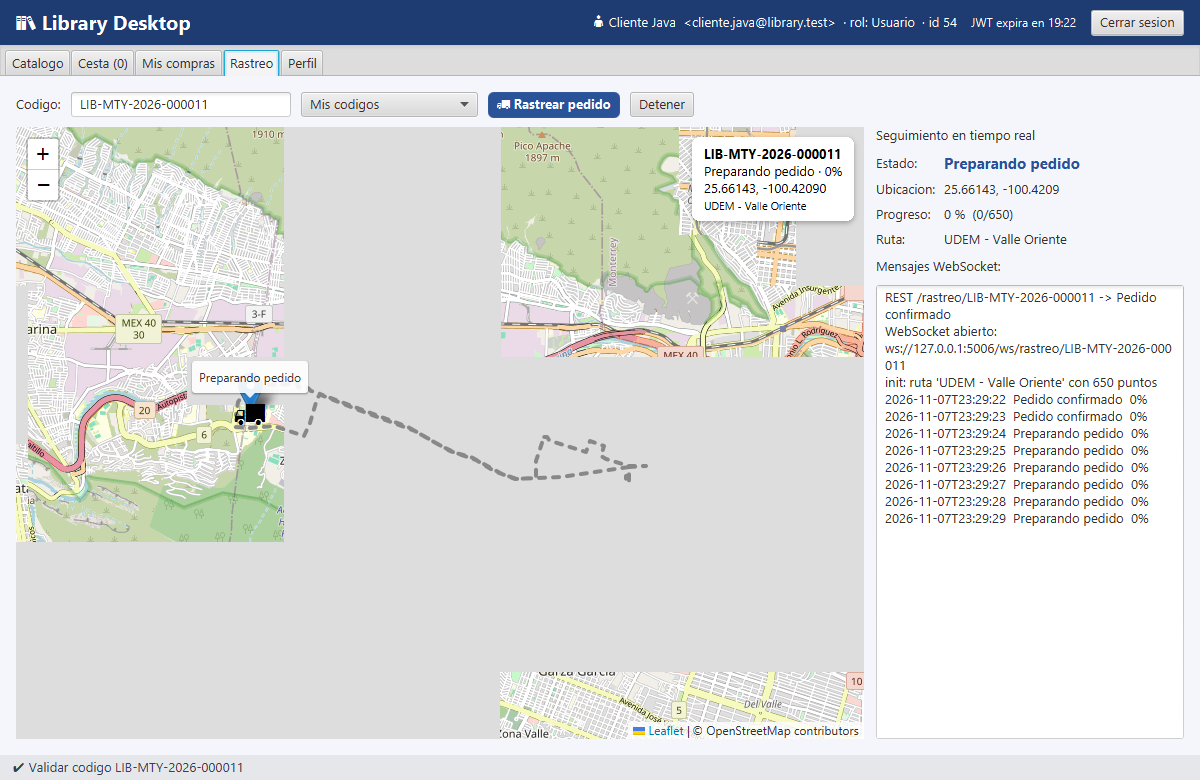 Library Desktop
Cliente Java <cliente.java@library.test> · rol: Usuario · id 54 JWT expira en 19:22
Cerrar sesion
Catalogo
Cesta (0)
Mis compras
Rastreo
Perfil
Codigo:
LIB-MTY-2026-000011
Mis codigos
Rastrear pedido
Detener
+
−
1910 m
Pico Apache
1897 m
Monterrey
LIB-MTY-2026-000011
Preparando pedido · 0%
25.66143, -100.42090
UDEM - Valle Oriente
3-F
arina
MEX 40
30
Avenida Insurgente
MEX 40
Preparando pedido
20
Autopis
6
Garza García
10
Del Valle
5
Avenida José
Zona Valle
Leaflet | © OpenStreetMap contributors
Seguimiento en tiempo real
Estado: Preparando pedido
Ubicacion: 25.66143, -100.4209
Progreso: 0 % (0/650)
Ruta: UDEM - Valle Oriente
Mensajes WebSocket:
REST /rastreo/LIB-MTY-2026-000011 -> Pedido
confirmado
WebSocket abierto:
ws://127.0.0.1:5006/ws/rastreo/LIB-MTY-2026-000
011
init: ruta 'UDEM - Valle Oriente' con 650 puntos
2026-11-07T23:29:22 Pedido confirmado 0%
2026-11-07T23:29:23 Pedido confirmado 0%
2026-11-07T23:29:24 Preparando pedido 0%
2026-11-07T23:29:25 Preparando pedido 0%
2026-11-07T23:29:26 Preparando pedido 0%
2026-11-07T23:29:27 Preparando pedido 0%
2026-11-07T23:29:28 Preparando pedido 0%
2026-11-07T23:29:29 Preparando pedido 0%
✔ Validar codigo LIB-MTY-2026-000011